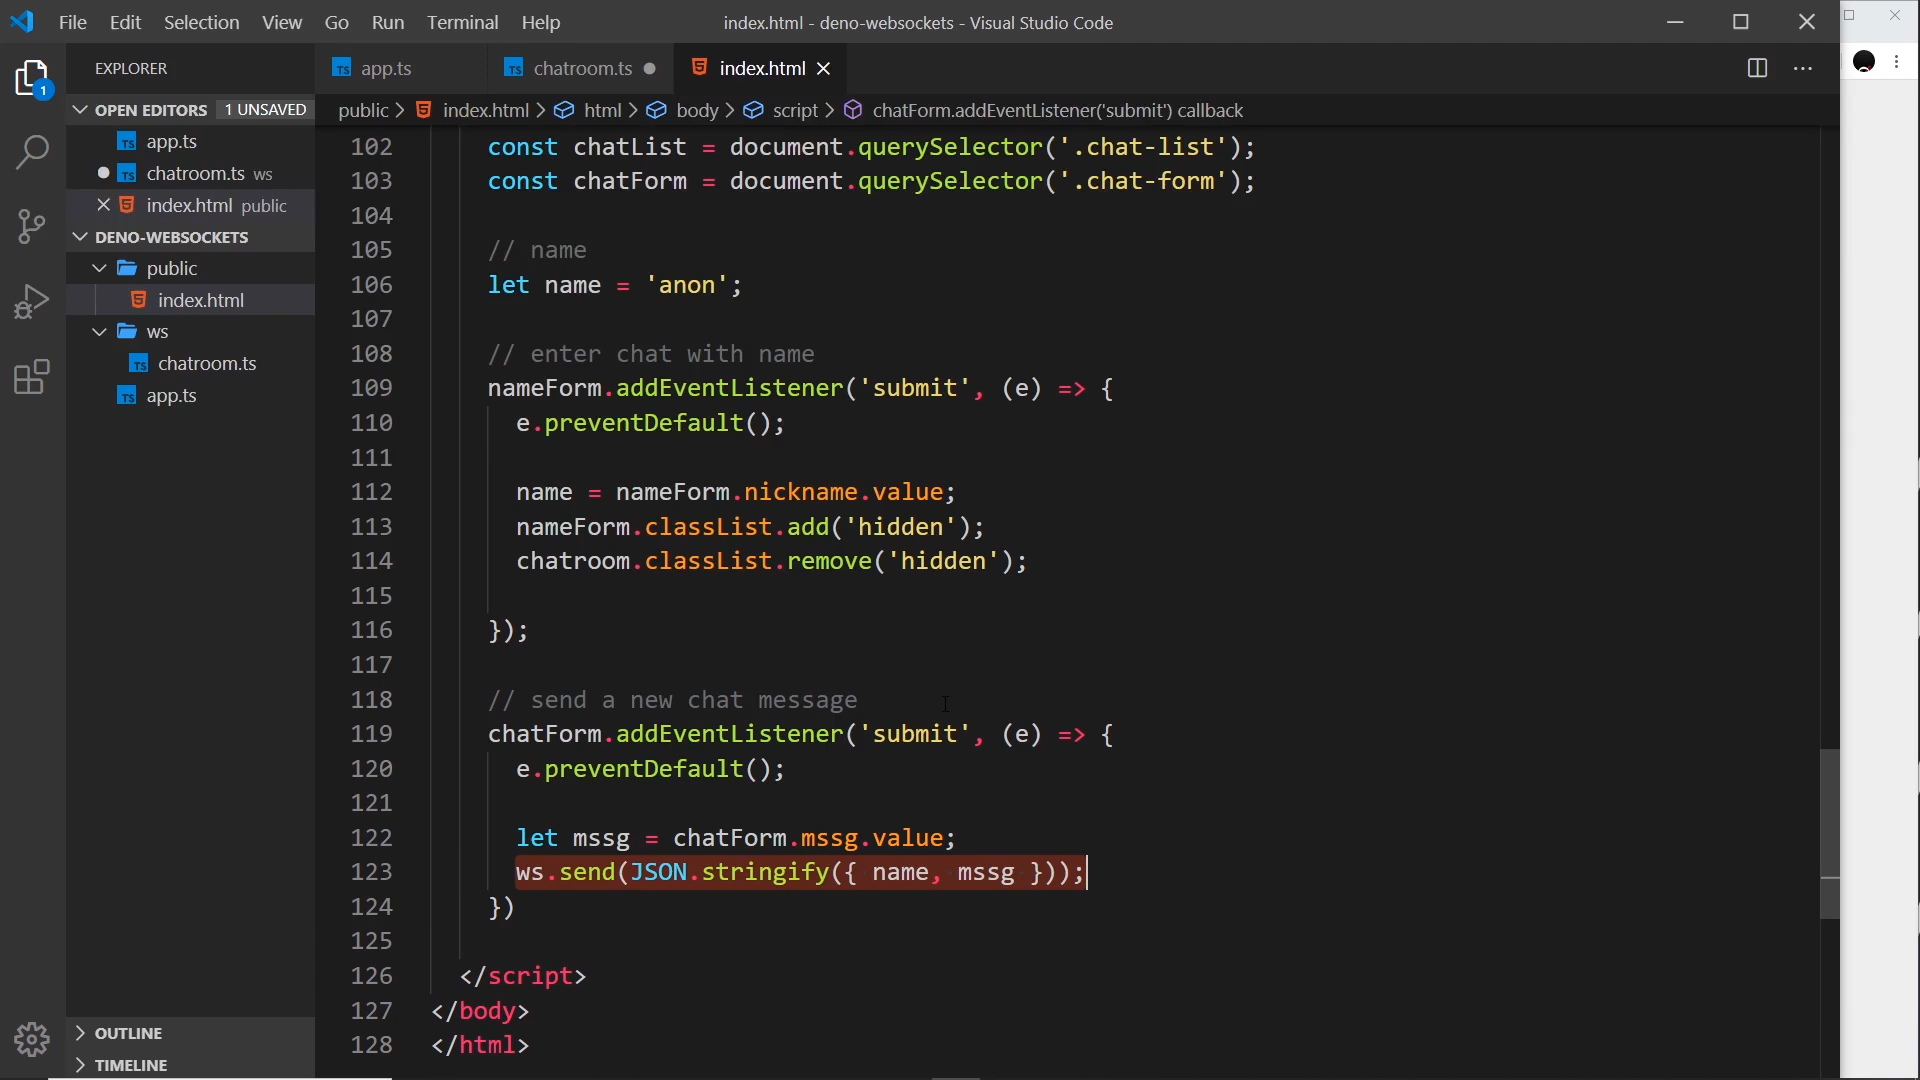 File Edit Selection View Go Run Terminal Help
index.html - deno-websockets - Visual Studio Code
EXPLORER
OPEN EDITORS 1 UNSAVED
app.ts
chatroom.ts ws
index.html public
DENO-WEBSOCKETS
public
index.html
ws
chatroom.ts
app.ts
OUTLINE
TIMELINE
1
TS app.ts
TS chatroom.ts
index.html
public > index.html > html > body > script > chatForm.addEventListener('submit') callback
102 const chatList = document.querySelector('.chat-list');
103 const chatForm = document.querySelector('.chat-form');
104
105 // name
106 let name = 'anon';
107
108 // enter chat with name
109 nameForm.addEventListener('submit', (e) => {
110 e.preventDefault();
111
112 name = nameForm.nickname.value;
113 nameForm.classList.add('hidden');
114 chatroom.classList.remove('hidden');
115
116 });
117
118 // send a new chat message
119 chatForm.addEventListener('submit', (e) => {
120 e.preventDefault();
121
122 let mssg = chatForm.mssg.value;
123 ws.send(JSON.stringify({ name, mssg }));
124 })
125
126 </script>
127 </body>
128 </html>